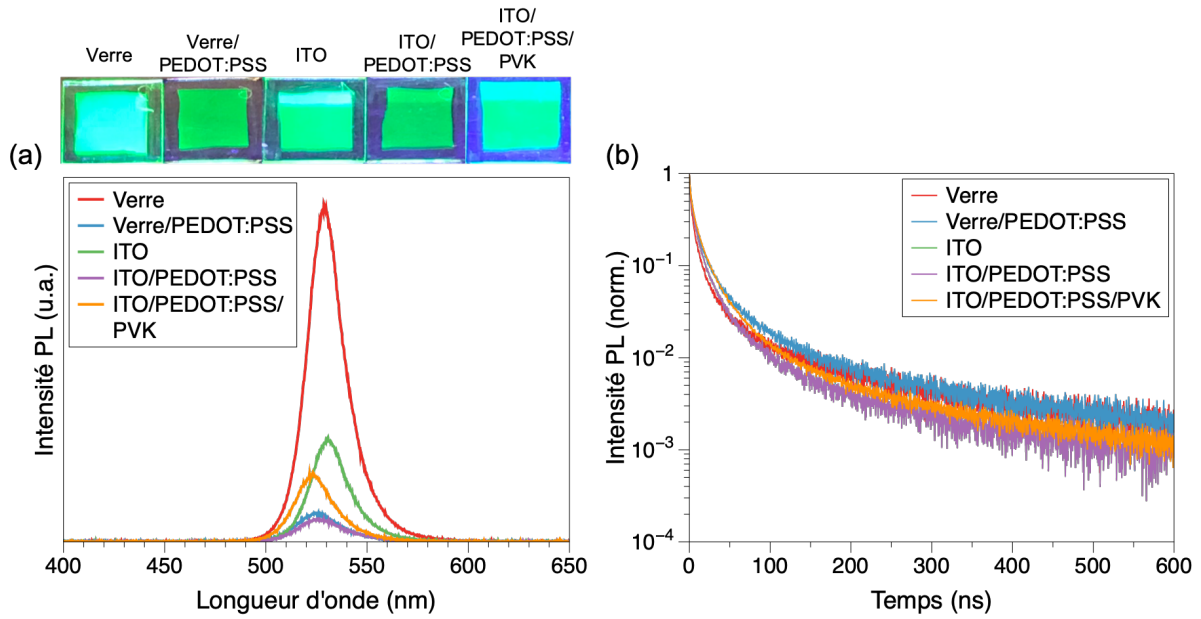 Verre
Verre/
PEDOT:PSS
ITO
ITO/
PEDOT:PSS
ITO/
PEDOT:PSS/
PVK
(a)
Verre
Verre/PEDOT:PSS
ITO
ITO/PEDOT:PSS
ITO/PEDOT:PSS/
PVK
Intensité PL (u.a.)
400 450 500 550 600 650
Longueur d'onde (nm)
(b)
Verre
Verre/PEDOT:PSS
ITO
ITO/PEDOT:PSS
ITO/PEDOT:PSS/PVK
Intensité PL (norm.)
1
10⁻¹
10⁻²
10⁻³
10⁻⁴
0 100 200 300 400 500 600
Temps (ns)